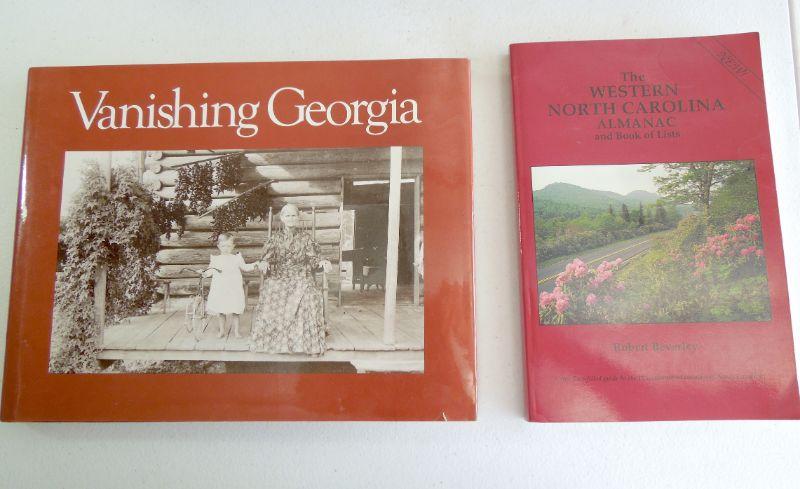 Vanishing Georgia
NEW!
The
WESTERN
NORTH CAROLINA
ALMANAC
and Book of Lists
Robert Beverley